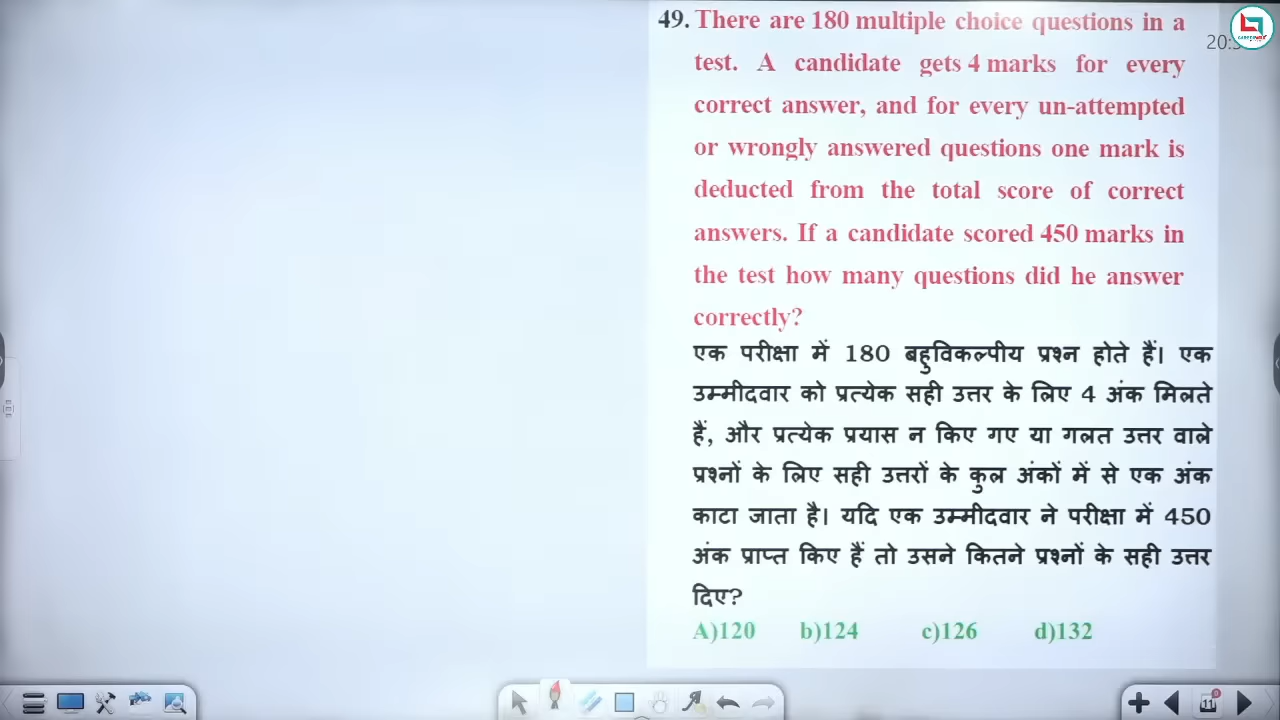 49. There are 180 multiple choice questions in a
test. A candidate gets 4 marks for every
correct answer, and for every un-attempted
or wrongly answered questions one mark is
deducted from the total score of correct
answers. If a candidate scored 450 marks in
the test how many questions did he answer
correctly?
एक परीक्षा में 180 बहुविकल्पीय प्रश्न होते हैं। एक
उम्मीदवार को प्रत्येक सही उत्तर के लिए 4 अंक मिलते
हैं, और प्रत्येक प्रयास न किए गए या गलत उत्तर वाले
प्रश्नों के लिए सही उत्तरों के कुल अंकों में से एक अंक
काटा जाता है। यदि एक उम्मीदवार ने परीक्षा में 450
अंक प्राप्त किए हैं तो उसने कितने प्रश्नों के सही उत्तर
दिए?
A)120 b)124 c)126 d)132
11